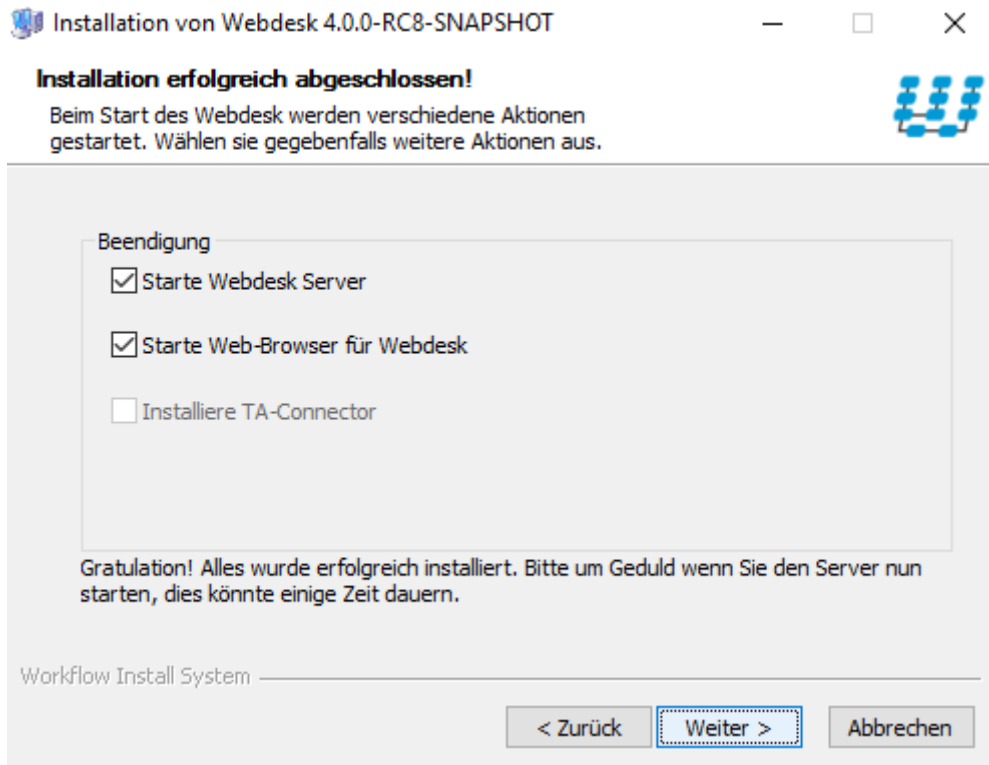 Installation von Webdesk 4.0.0-RC8-SNAPSHOT
Installation erfolgreich abgeschlossen!
Beim Start des Webdesk werden verschiedene Aktionen
gestartet. Wählen sie gegebenfalls weitere Aktionen aus.
Beendigung
Starte Webdesk Server
Starte Web-Browser für Webdesk
Installiere TA-Connector
Gratulation! Alles wurde erfolgreich installiert. Bitte um Geduld wenn Sie den Server nun
starten, dies könnte einige Zeit dauern.
Workflow Install System
< Zurück Weiter > Abbrechen